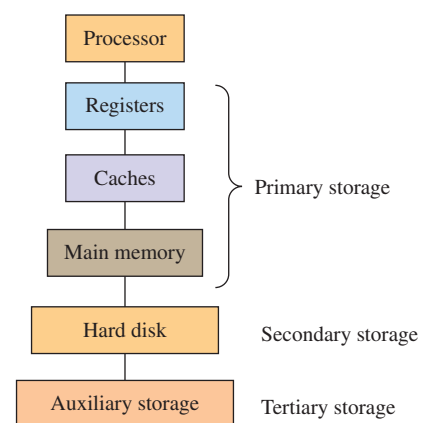 Processor
Registers
Caches
Primary storage
Main memory
Hard disk
Secondary storage
Auxiliary storage
Tertiary storage